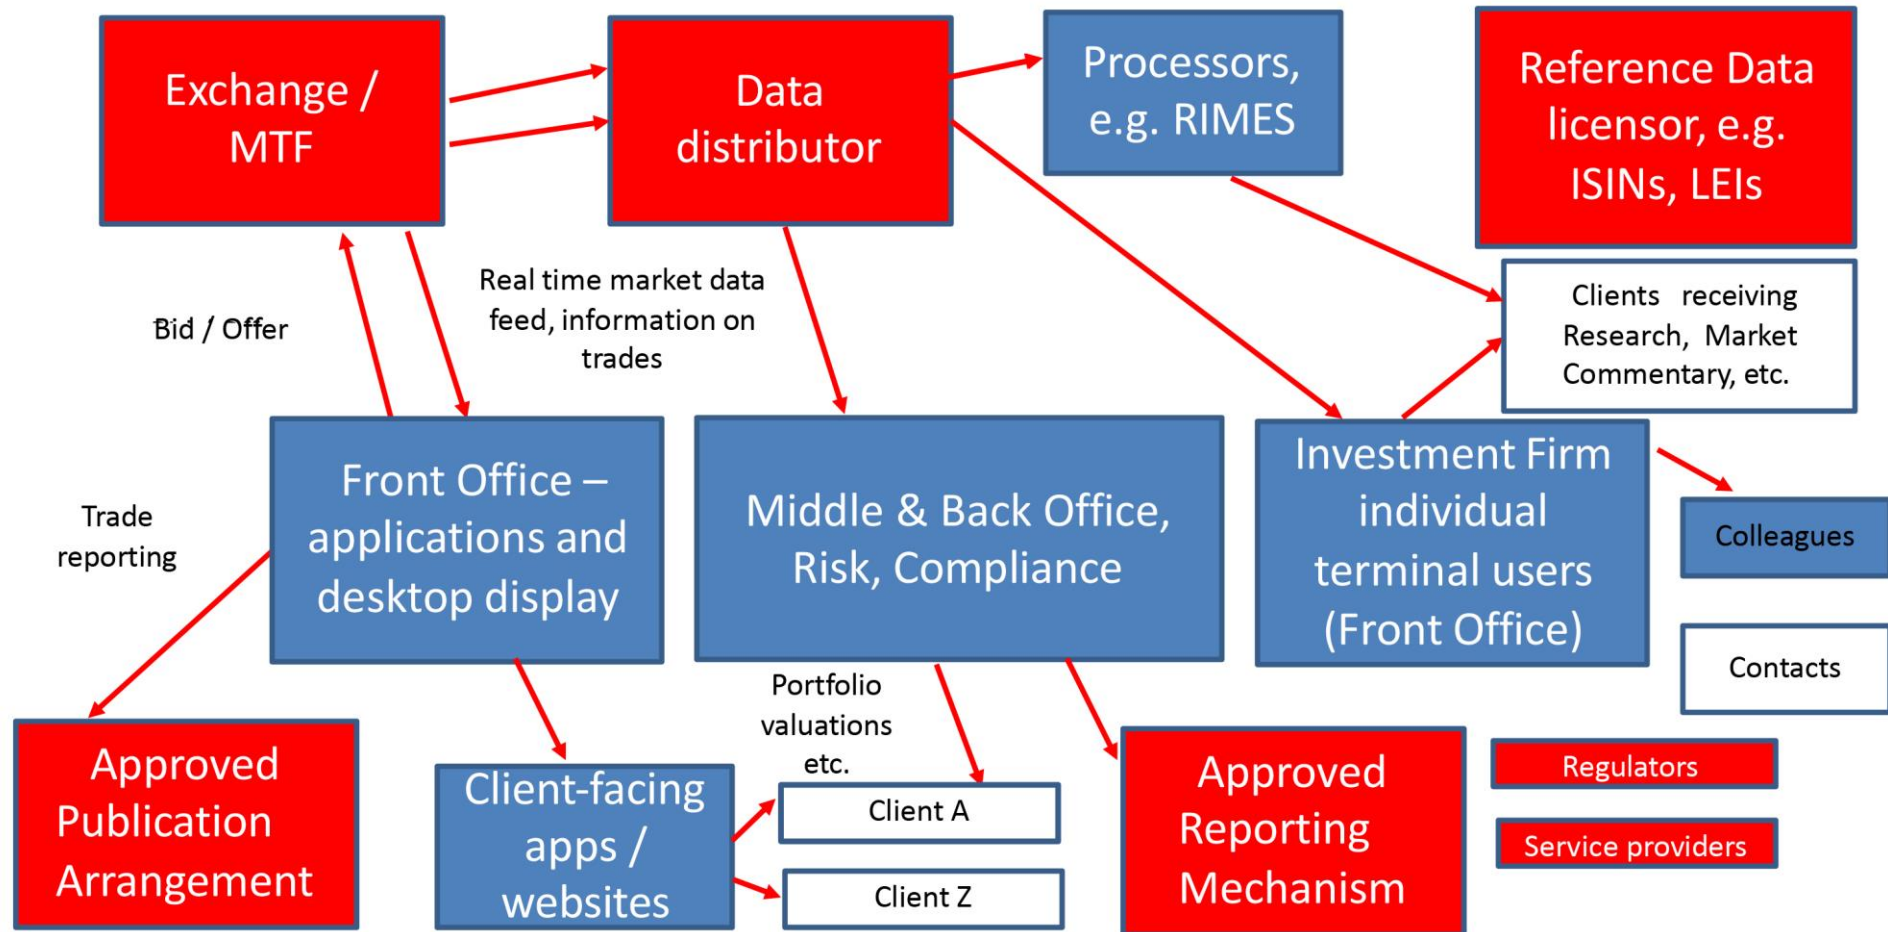 Exchange /
MTF
Data
distributor
Processors,
e.g. RIMES
Reference Data
licensor, e.g.
ISINs, LEIs
Bid / Offer
Real time market data
feed, information on
trades
Clients receiving
Research, Market
Commentary, etc.
Trade
reporting
Front Office –
applications and
desktop display
Middle & Back Office,
Risk, Compliance
Investment Firm
individual
terminal users
(Front Office)
Colleagues
Contacts
Portfolio
valuations
etc.
Approved
Publication
Arrangement
Client-facing
apps /
websites
Client A
Client Z
Approved
Reporting
Mechanism
Regulators
Service providers